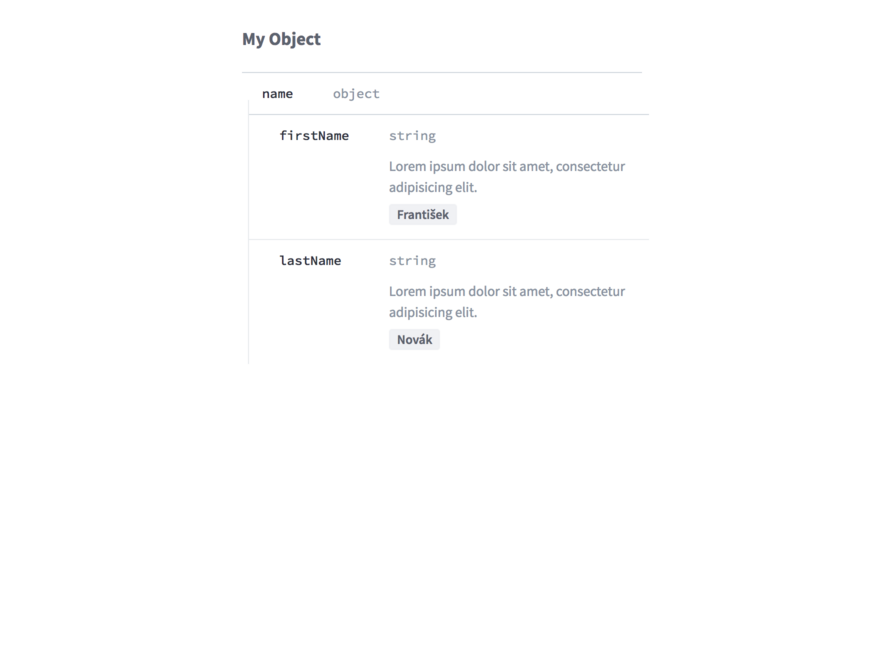 My Object
name object
firstName string
Lorem ipsum dolor sit amet, consectetur
adipisicing elit.
František
lastName string
Lorem ipsum dolor sit amet, consectetur
adipisicing elit.
Novák